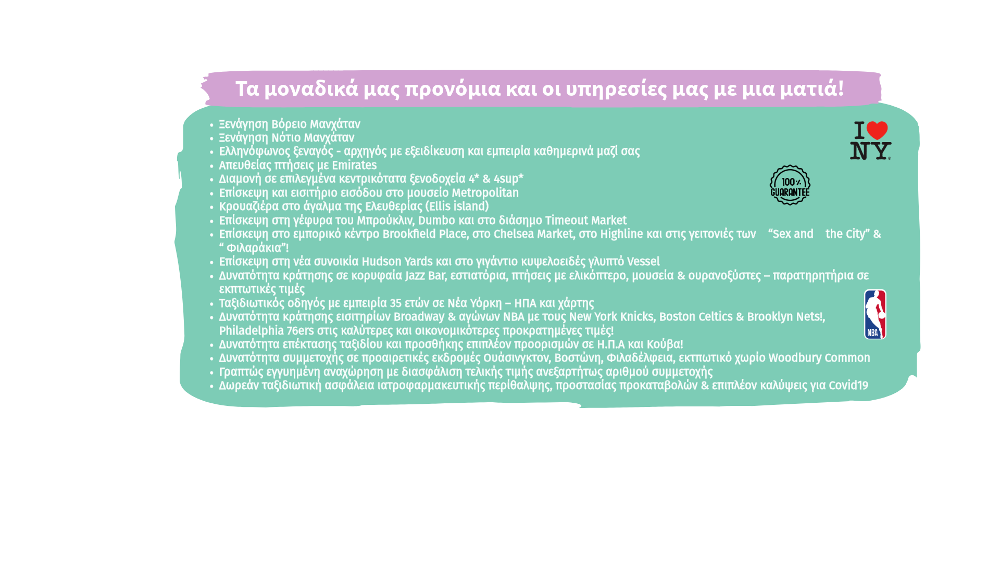 Τα μοναδικά μας προνόμια και οι υπηρεσίες μας με μια ματιά!
• Ξενάγηση Βόρειο Μανχάταν
• Ξενάγηση Νότιο Μανχάταν
• Ελληνόφωνος ξεναγός - αρχηγός με εξειδίκευση και εμπειρία καθημερινά μαζί σας
• Απευθείας πτήσεις με Emirates
• Διαμονή σε επιλεγμένα κεντρικότατα ξενοδοχεία 4* & 4sup*
• Επίσκεψη και εισιτήριο εισόδου στο μουσείο Metropolitan
• Κρουαζιέρα στο άγαλμα της Ελευθερίας (Ellis island)
• Επίσκεψη στη γέφυρα του Μπρούκλιν, Dumbo και στο διάσημο Timeout Market
• Επίσκεψη στο εμπορικό κέντρο Brookfield Place, στο Chelsea Market, στο Highline και στις γειτονιές των “Sex and the City” &
“ Φιλαράκια”!
• Επίσκεψη στη νέα συνοικία Hudson Yards και στο γιγάντιο κυψελοειδές γλυπτό Vessel
• Δυνατότητα κράτησης σε κορυφαία Jazz Bar, εστιατόρια, πτήσεις με ελικόπτερο, μουσεία & ουρανοξύστες – παρατηρητήρια σε
εκπτωτικές τιμές
• Ταξιδιωτικός οδηγός με εμπειρία 35 ετών σε Νέα Υόρκη – ΗΠΑ και χάρτης
• Δυνατότητα κράτησης εισιτηρίων Broadway & αγώνων NBA με τους New York Knicks, Boston Celtics & Brooklyn Nets!,
Philadelphia 76ers στις καλύτερες και οικονομικότερες προκρατημένες τιμές!
• Δυνατότητα επέκτασης ταξιδίου και προσθήκης επιπλέον προορισμών σε Η.Π.Α και Κούβα!
• Δυνατότητα συμμετοχής σε προαιρετικές εκδρομές Ουάσινγκτον, Βοστώνη, Φιλαδέλφεια, εκπτωτικό χωρίο Woodbury Common
• Γραπτώς εγγυημένη αναχώρηση με διασφάλιση τελικής τιμής ανεξαρτήτως αριθμού συμμετοχής
• Δωρεάν ταξιδιωτική ασφάλεια ιατροφαρμακευτικής περίθαλψης, προστασίας προκαταβολών & επιπλέον καλύψεις για Covid19
I
NY®
100%
GUARANTEE
NBA